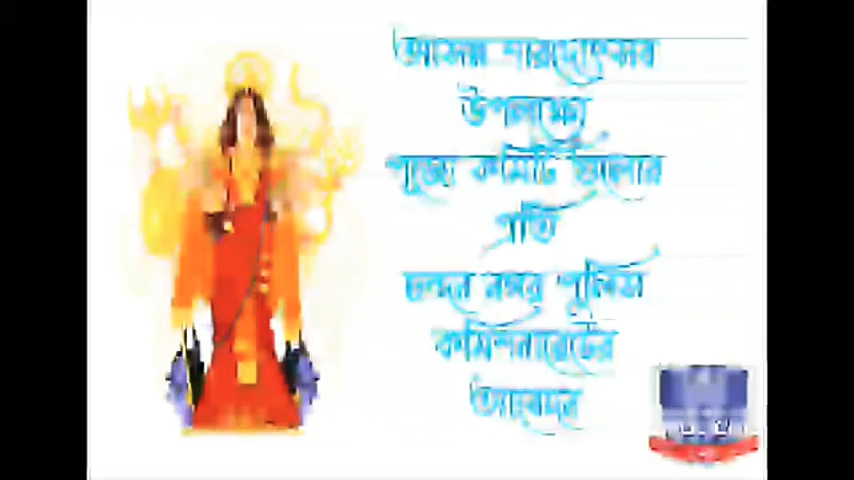 আসন্ন শারদোৎসব
উপলক্ষ্যে
পুজো কমিটি গুলোর
প্রতি
চন্দন নগর পুলিস
কমিশনারেটের
আবেদন